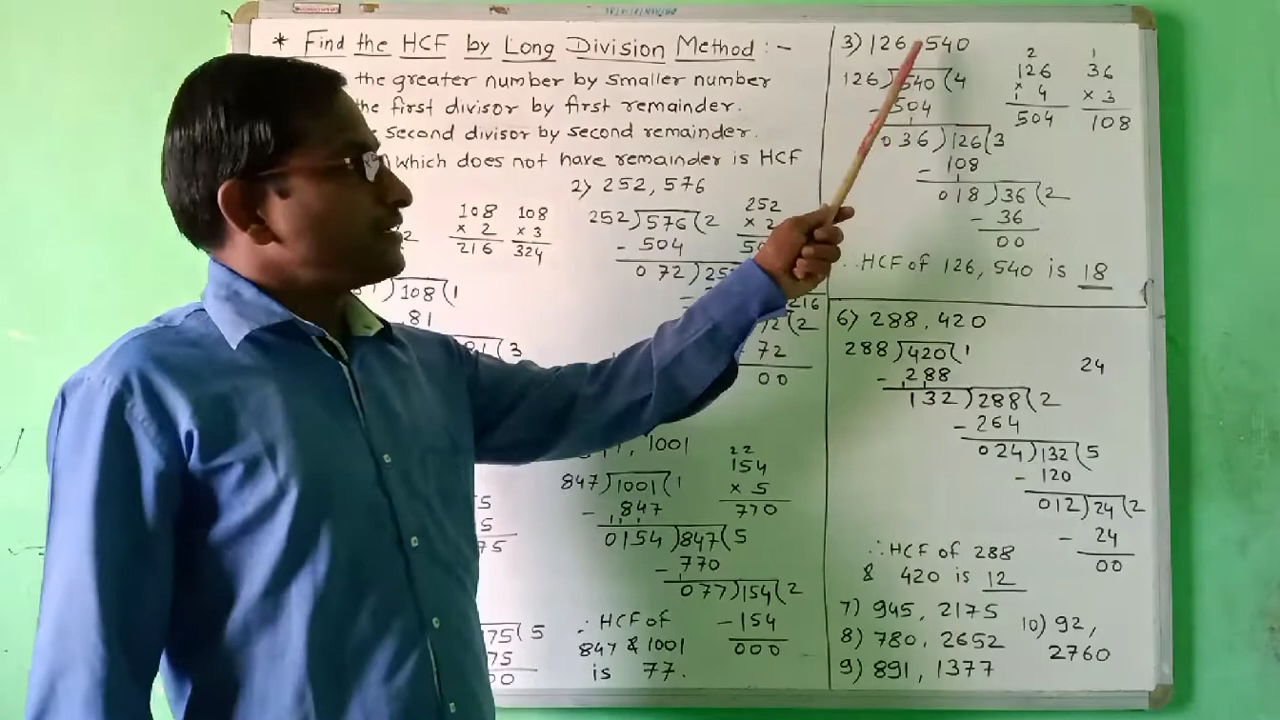 * Find the HCF by Long Division Method :-
the greater number by smaller number
the first divisor by first remainder.
second divisor by second remainder.
which does not have remainder is HCF
108
× 2
216
108
× 3
324
108 ( 1
81
3
2) 252, 576
252 ) 576 ( 2
- 504
072 )
252
× 2
216
2 ( 2
- 72
00
5
5
75
75 ( 5
75
00
, 1001
847 ) 1001 ( 1
- 847
0154 ) 847 ( 5
- 770
077 ) 154 ( 2
- 154
000
22
154
× 5
770
∴ HCF of
847 & 1001
is 77.
3) 126, 540
126 ) 540 ( 4
- 504
036 ) 126 ( 3
- 108
018 ) 36 ( 2
- 36
00
2
126
× 4
504
1
36
× 3
108
HCF of 126, 540 is 18
6) 288, 420
288 ) 420 ( 1
- 288
132 ) 288 ( 2
- 264
024 ) 132 ( 5
- 120
012 ) 24 ( 2
- 24
00
24
∴ HCF of 288
& 420 is 12
7) 945, 2175
8) 780, 2652
9) 891, 1377
10) 92,
2760